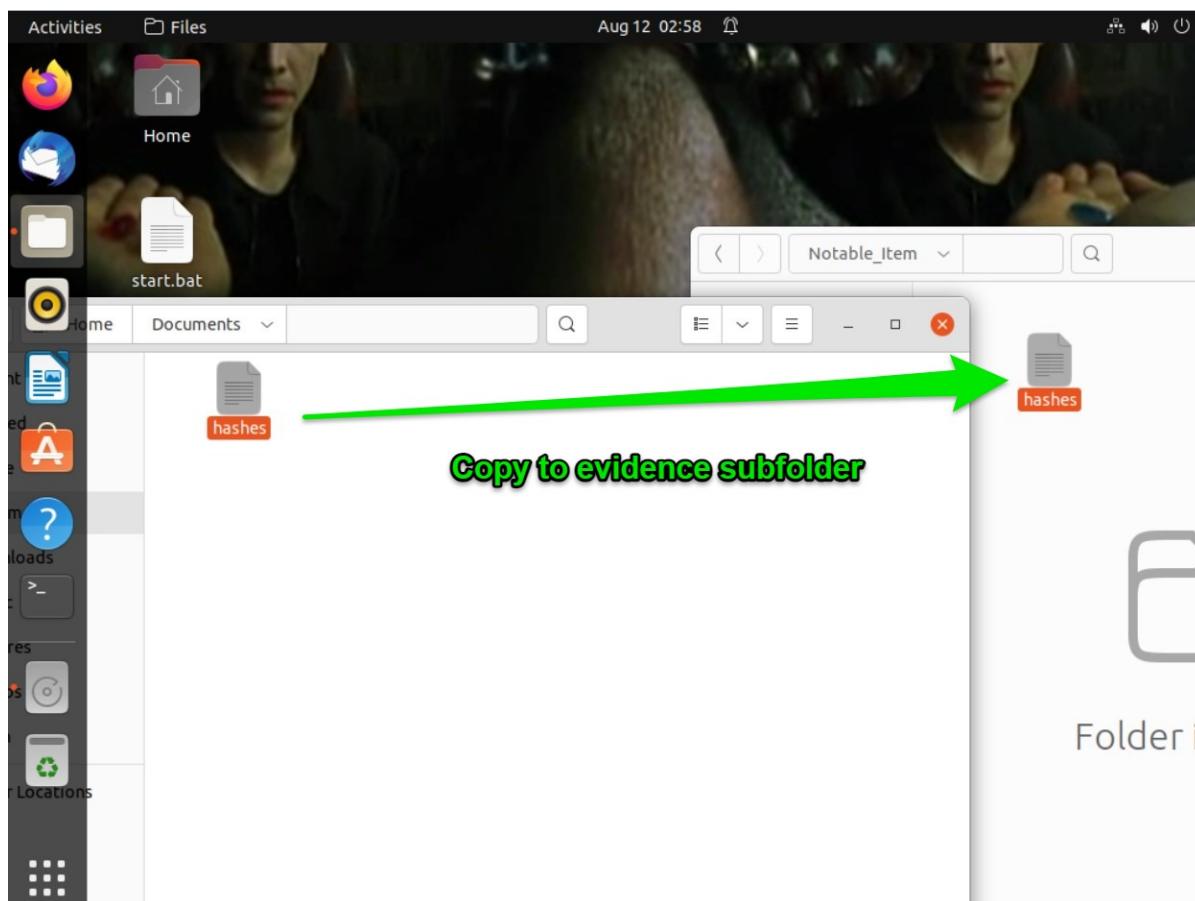 Activities Files Aug 12 02:58
Home
start.bat
Notable_Item
Home Documents
hashes
hashes
Copy to evidence subfolder
Folder
Locations